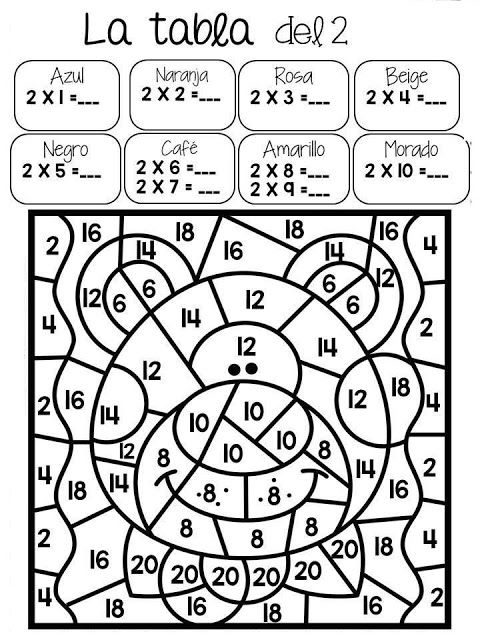 La tabla del 2
Azul Naranja Rosa Beige
2 X 1 =___ 2 X 2 =___ 2 X 3 =___ 2 X 4 =___
Negro Café Amarillo Morado
2 X 5 =___ 2 X 6 =___ 2 X 8 =___ 2 X 10 =___
2 X 7 = ___ 2 X 9 =___
2 16 18 18 16 4
14 16 14
12 6 6 6 6 12
4 14 12 14 2
12 12
2 16 14 12 18 4
10 10 10 10
12 8 8 14 2
4 18 14 8 8 16
2 8 8 8 18 4
16 20 20 20 20 20 20
4 18 16 18 2